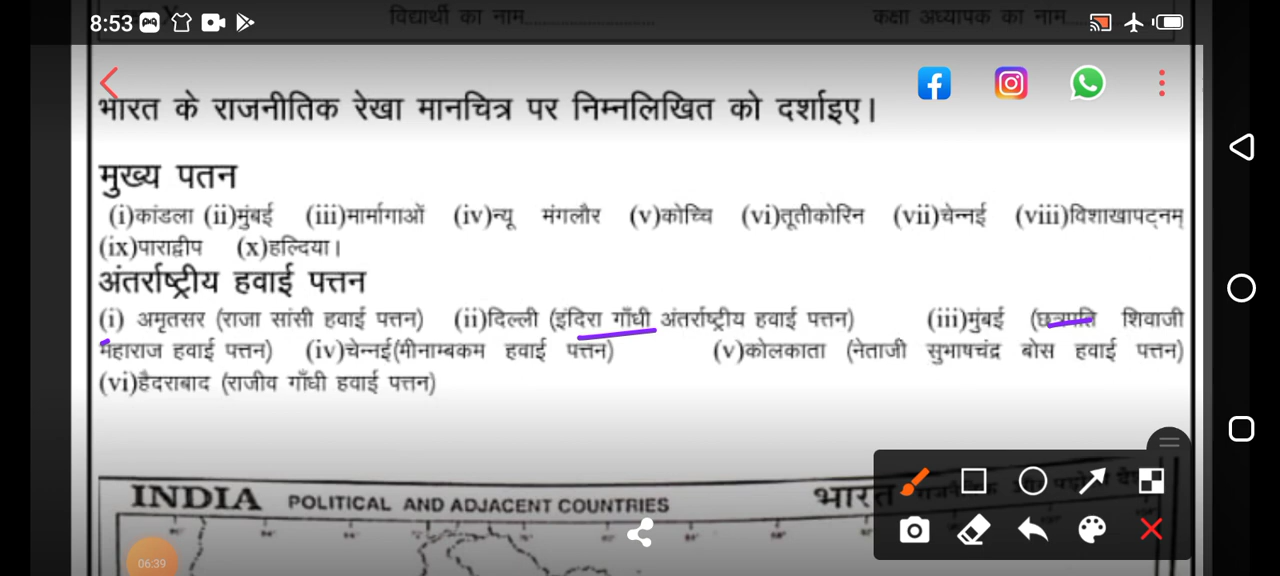 8:53
विद्यार्थी का नाम.............................. कक्षा अध्यापक का नाम.....
भारत के राजनीतिक रेखा मानचित्र पर निम्नलिखित को दर्शाइए।
मुख्य पतन
(i)कांडला (ii)मुंबई (iii)मार्मागाओं (iv)न्यू मंगलौर (v)कोच्चि (vi)तूतीकोरिन (vii)चेन्नई (viii)विशाखापट्नम्
(ix)पाराद्वीप (x)हल्दिया।
अंतर्राष्ट्रीय हवाई पत्तन
(i) अमृतसर (राजा सांसी हवाई पत्तन) (ii)दिल्ली (इंदिरा गाँधी अंतर्राष्ट्रीय हवाई पत्तन) (iii)मुंबई (छत्रपति शिवाजी
महाराज हवाई पत्तन) (iv)चेन्नई(मीनाम्बकम हवाई पत्तन) (v)कोलकाता (नेताजी सुभाषचंद्र बोस हवाई पत्तन)
(vi)हैदराबाद (राजीव गाँधी हवाई पत्तन)
INDIA POLITICAL AND ADJACENT COUNTRIES भारत
06:39